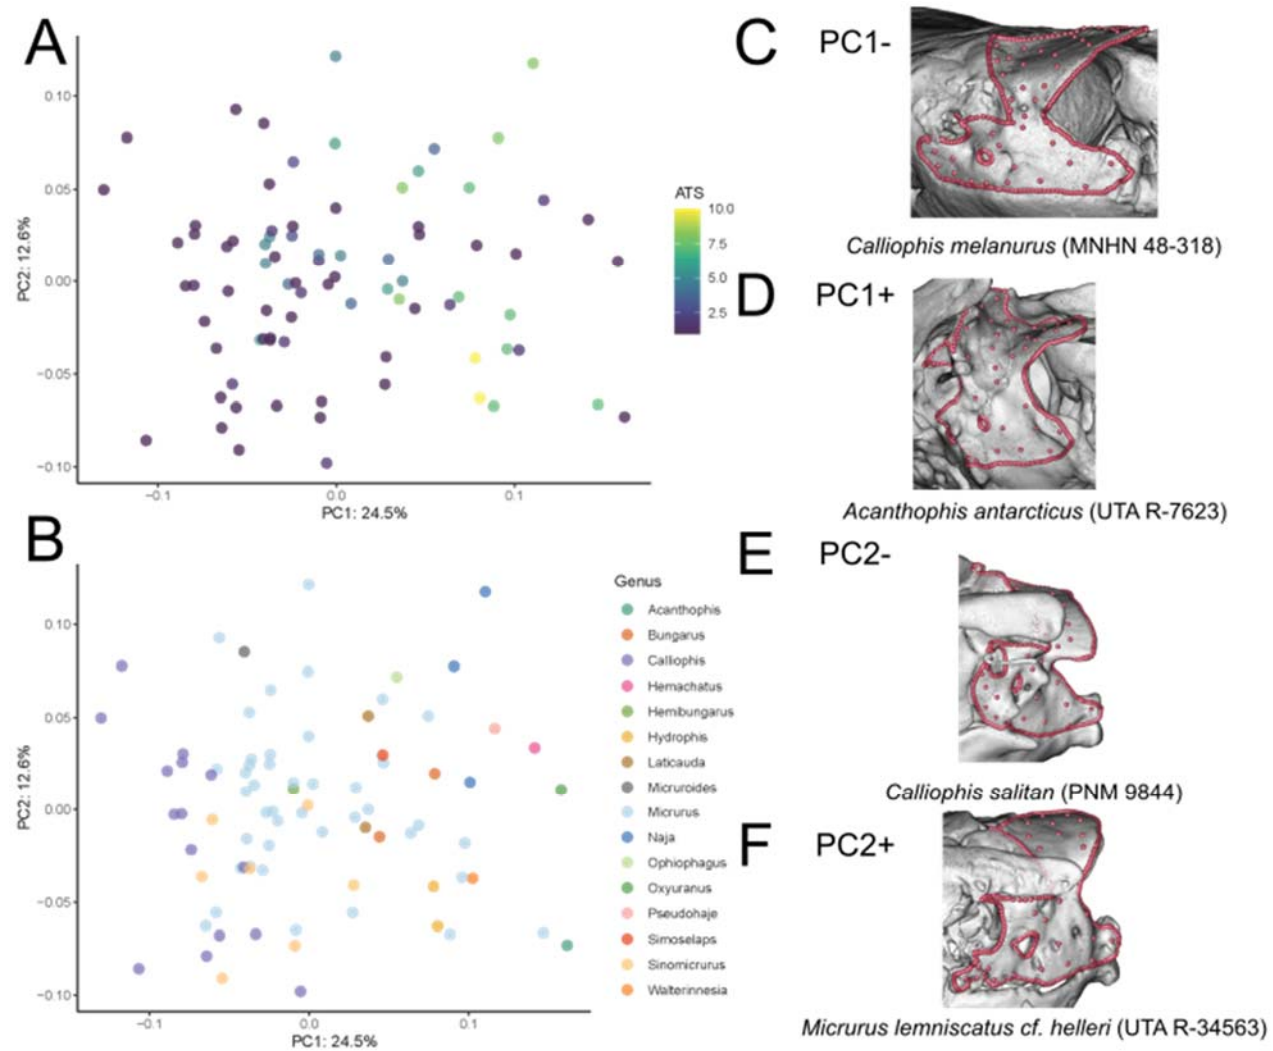 A
0.10
0.05
0.00
−0.05
−0.10
PC2: 12.6%
−0.1
0.0
0.1
PC1: 24.5%
ATS
10.0
7.5
5.0
2.5
B
0.10
0.05
0.00
−0.05
−0.10
PC2: 12.6%
−0.1
0.0
0.1
PC1: 24.5%
Genus
Acanthophis
Bungarus
Calliophis
Hemachatus
Hemibungarus
Hydrophis
Laticauda
Micruroides
Micrurus
Naja
Ophiophagus
Oxyuranus
Pseudohaje
Simoselaps
Sinomicrurus
Walterinnesia
C PC1-
Calliophis melanurus (MNHN 48-318)
D PC1+
Acanthophis antarcticus (UTA R-7623)
E PC2-
Calliophis salitan (PNM 9844)
F PC2+
Micrurus lemniscatus cf. helleri (UTA R-34563)